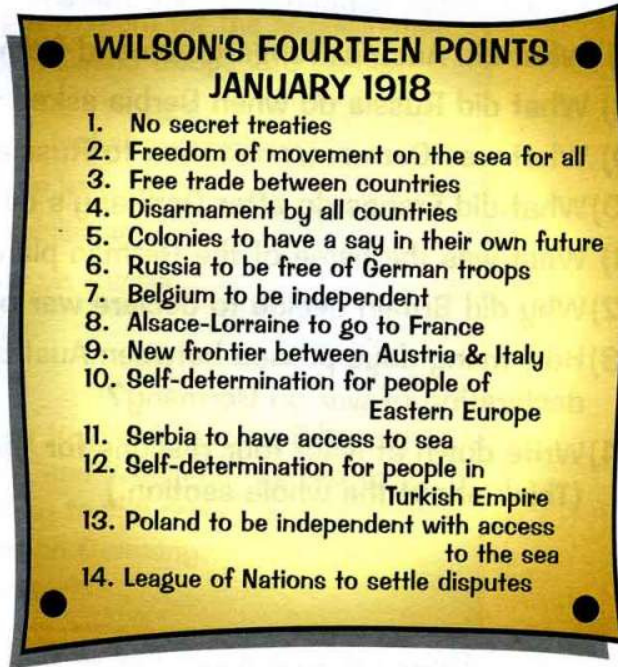 WILSON'S FOURTEEN POINTS
JANUARY 1918
1. No secret treaties
2. Freedom of movement on the sea for all
3. Free trade between countries
4. Disarmament by all countries
5. Colonies to have a say in their own future
6. Russia to be free of German troops
7. Belgium to be independent
8. Alsace-Lorraine to go to France
9. New frontier between Austria & Italy
10. Self-determination for people of
Eastern Europe
11. Serbia to have access to sea
12. Self-determination for people in
Turkish Empire
13. Poland to be independent with access
to the sea
14. League of Nations to settle disputes